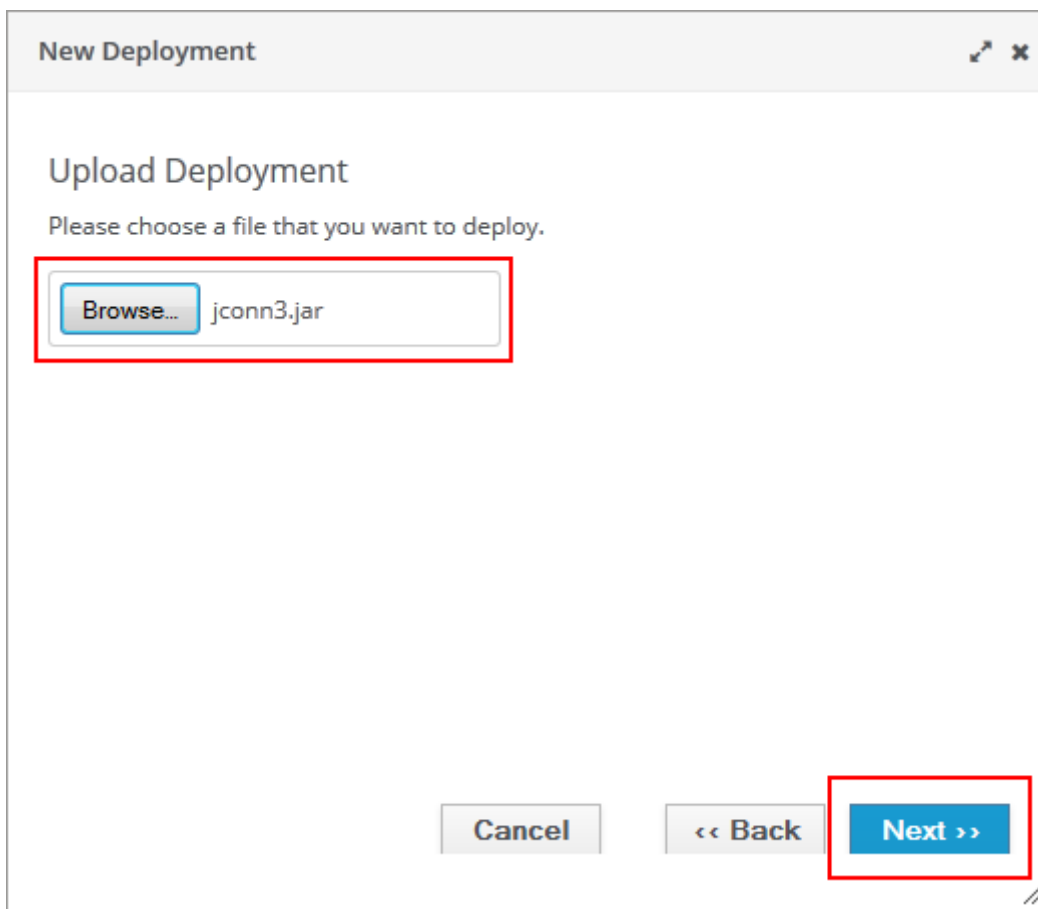 New Deployment
Upload Deployment
Please choose a file that you want to deploy.
Browse... jconn3.jar
Cancel ‹‹ Back Next ››